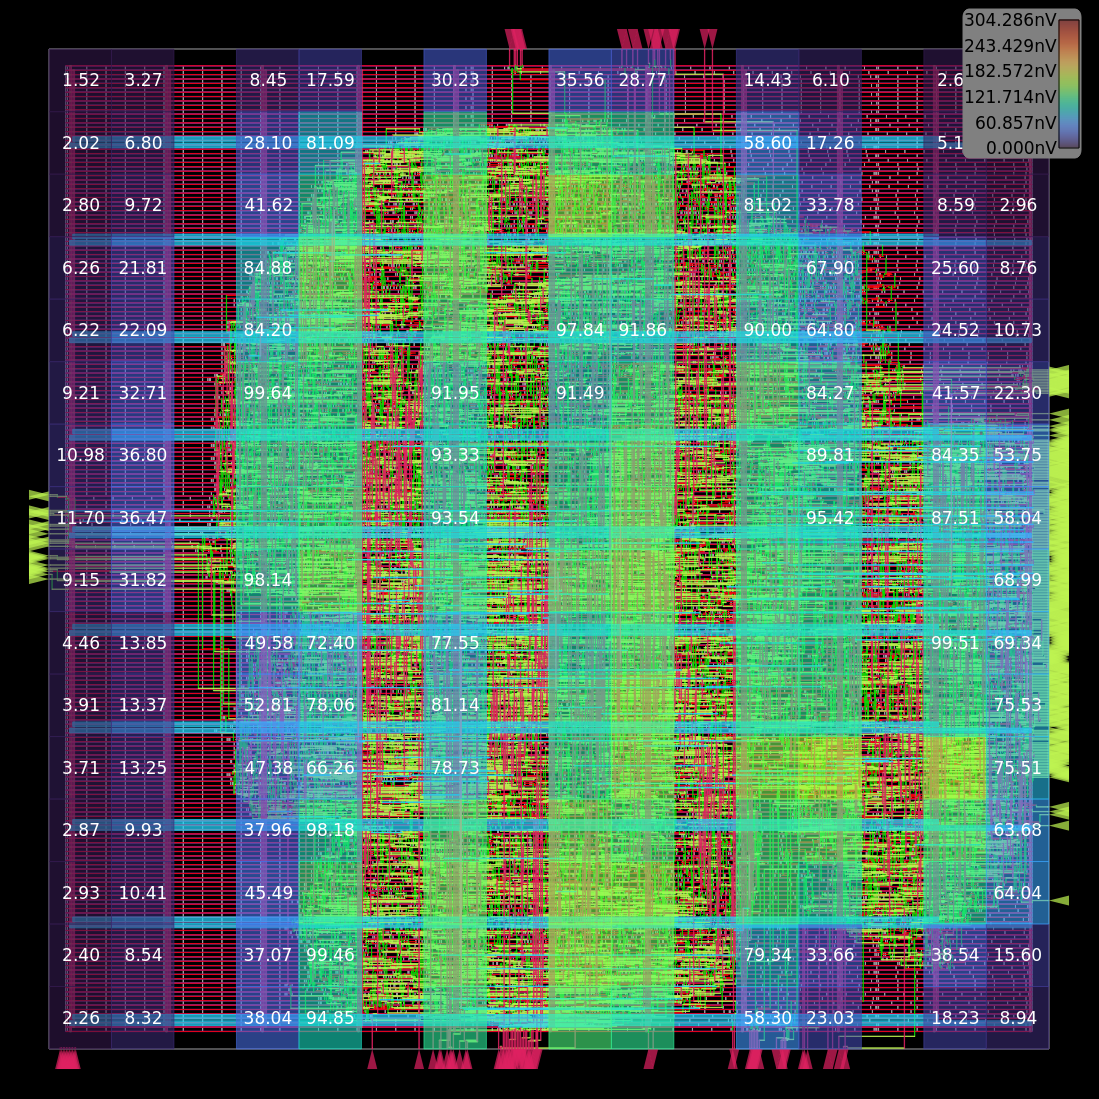 304.286nV
243.429nV
182.572nV
121.714nV
60.857nV
0.000nV
1.52 3.27 8.45 17.59 30.23 35.56 28.77 14.43 6.10 2.6
2.02 6.80 28.10 81.09 58.60 17.26 5.1
2.80 9.72 41.62 81.02 33.78 8.59 2.96
6.26 21.81 84.88 67.90 25.60 8.76
6.22 22.09 84.20 97.84 91.86 90.00 64.80 24.52 10.73
9.21 32.71 99.64 91.95 91.49 84.27 41.57 22.30
10.98 36.80 93.33 89.81 84.35 53.75
11.70 36.47 93.54 95.42 87.51 58.04
9.15 31.82 98.14 68.99
4.46 13.85 49.58 72.40 77.55 99.51 69.34
3.91 13.37 52.81 78.06 81.14 75.53
3.71 13.25 47.38 66.26 78.73 75.51
2.87 9.93 37.96 98.18 63.68
2.93 10.41 45.49 64.04
2.40 8.54 37.07 99.46 79.34 33.66 38.54 15.60
2.26 8.32 38.04 94.85 58.30 23.03 18.23 8.94